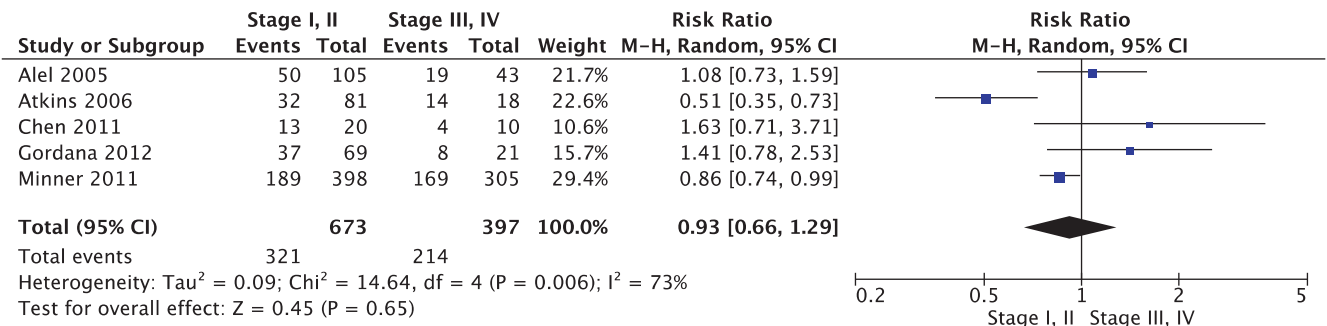 Stage I, II Stage III, IV Risk Ratio Risk Ratio
Study or Subgroup Events Total Events Total Weight M–H, Random, 95% CI M–H, Random, 95% CI
Alel 2005 50 105 19 43 21.7% 1.08 [0.73, 1.59]
Atkins 2006 32 81 14 18 22.6% 0.51 [0.35, 0.73]
Chen 2011 13 20 4 10 10.6% 1.63 [0.71, 3.71]
Gordana 2012 37 69 8 21 15.7% 1.41 [0.78, 2.53]
Minner 2011 189 398 169 305 29.4% 0.86 [0.74, 0.99]
Total (95% CI) 673 397 100.0% 0.93 [0.66, 1.29]
Total events 321 214
Heterogeneity: Tau² = 0.09; Chi² = 14.64, df = 4 (P = 0.006); I² = 73%
Test for overall effect: Z = 0.45 (P = 0.65)
0.2 0.5 1 2 5
Stage I, II Stage III, IV